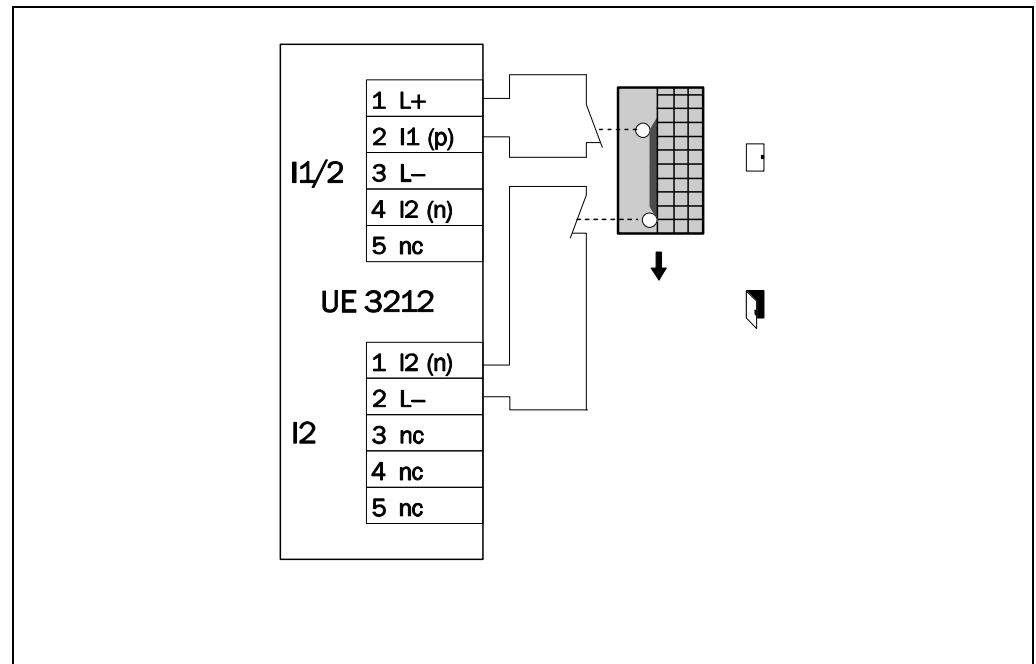 1 L+
2 I1 (p)
I1/2
3 L–
4 I2 (n)
5 nc
UE 3212
1 I2 (n)
2 L–
I2
3 nc
4 nc
5 nc